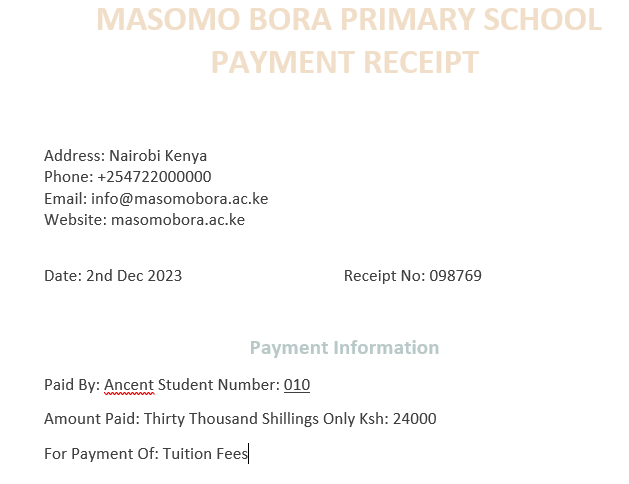 MASOMO BORA PRIMARY SCHOOL
PAYMENT RECEIPT
Address: Nairobi Kenya
Phone: +254722000000
Email: info@masomobora.ac.ke
Website: masomobora.ac.ke
Date: 2nd Dec 2023 Receipt No: 098769
Payment Information
Paid By: Ancent Student Number: 010
Amount Paid: Thirty Thousand Shillings Only Ksh: 24000
For Payment Of: Tuition Fees